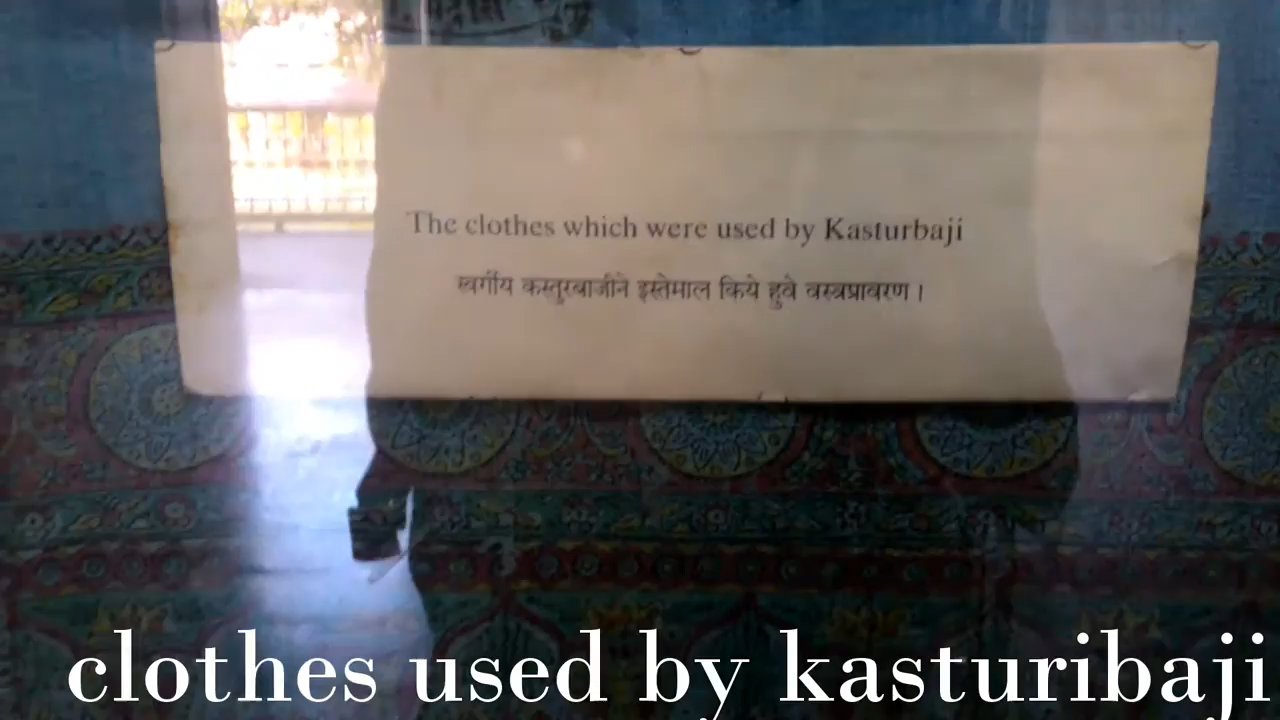 The clothes which were used by Kasturbaji
स्वर्गीय कस्तुरबाजीने इस्तेमाल किये हुवे वस्त्रप्रावरण ।
clothes used by kasturibaji